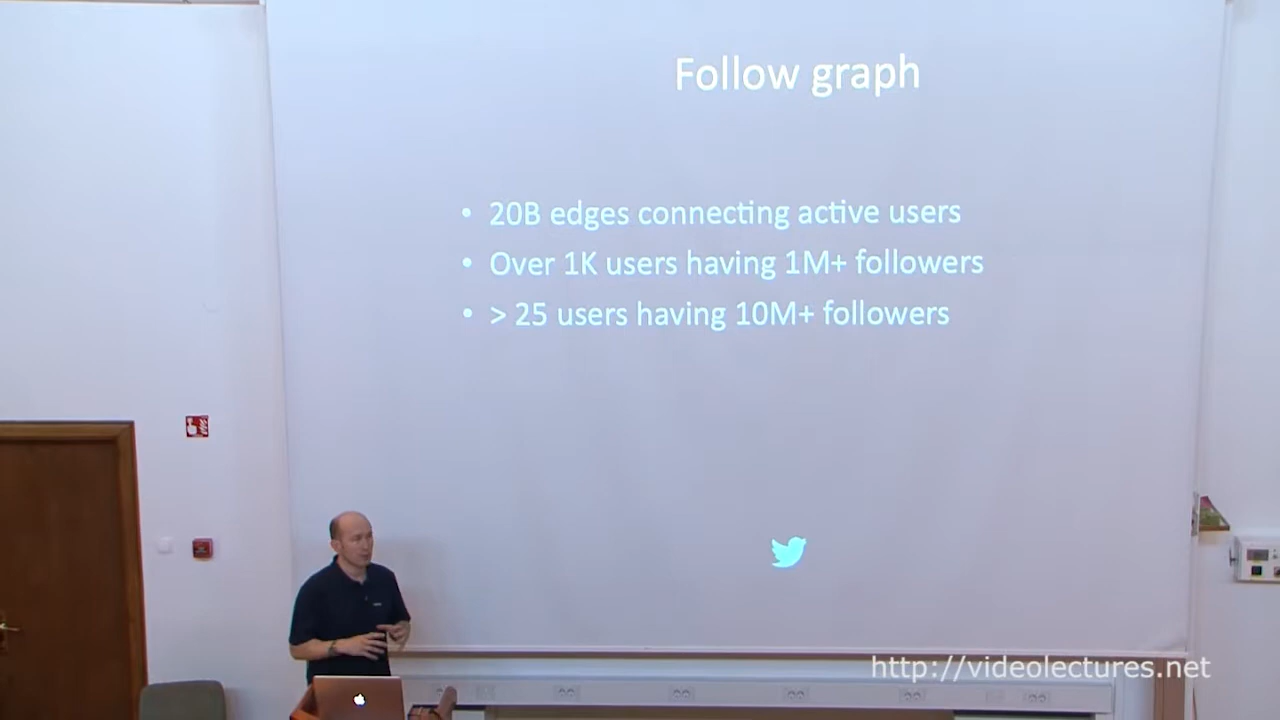 Follow graph
• 20B edges connecting active users
• Over 1K users having 1M+ followers
• > 25 users having 10M+ followers
http://videolectures.net